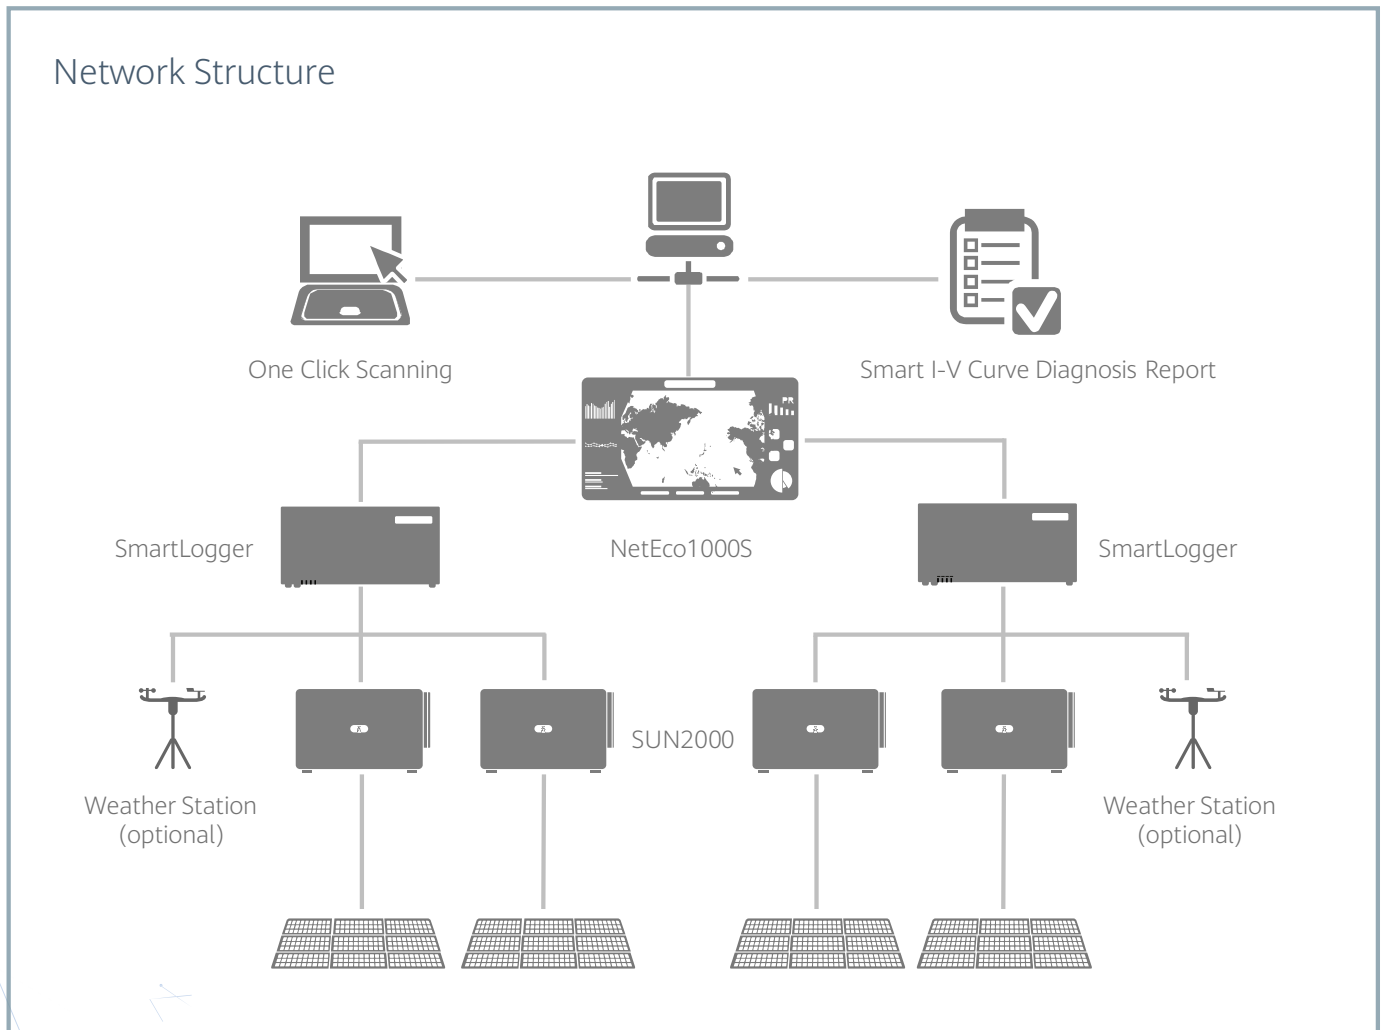 Network Structure
One Click Scanning
Smart I-V Curve Diagnosis Report
PR
SmartLogger
NetEco1000S
SmartLogger
SUN2000
Weather Station
(optional)
Weather Station
(optional)